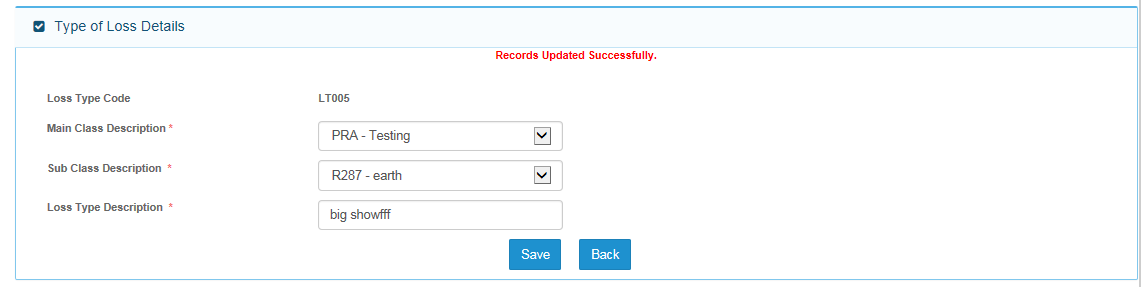 Type of Loss Details
Records Updated Successfully.
Loss Type Code LT005
Main Class Description * PRA - Testing
Sub Class Description * R287 - earth
Loss Type Description * big showfff
Save Back